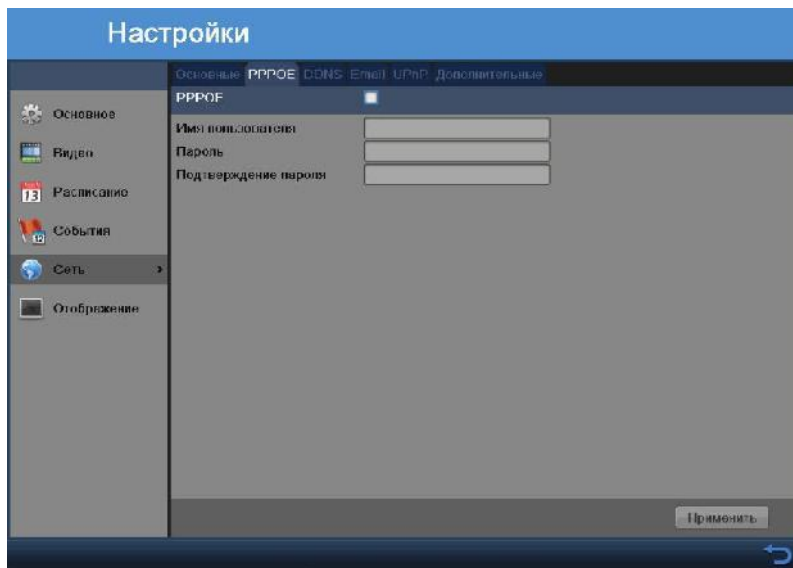 Настройки
Основные PPPOE DDNS Email UPnP Дополнительные
PPPOE
Основное
Имя пользователя
Видео
Пароль
Подтверждение пароля
13 Расписание
События
Сеть
Отображение
Применить